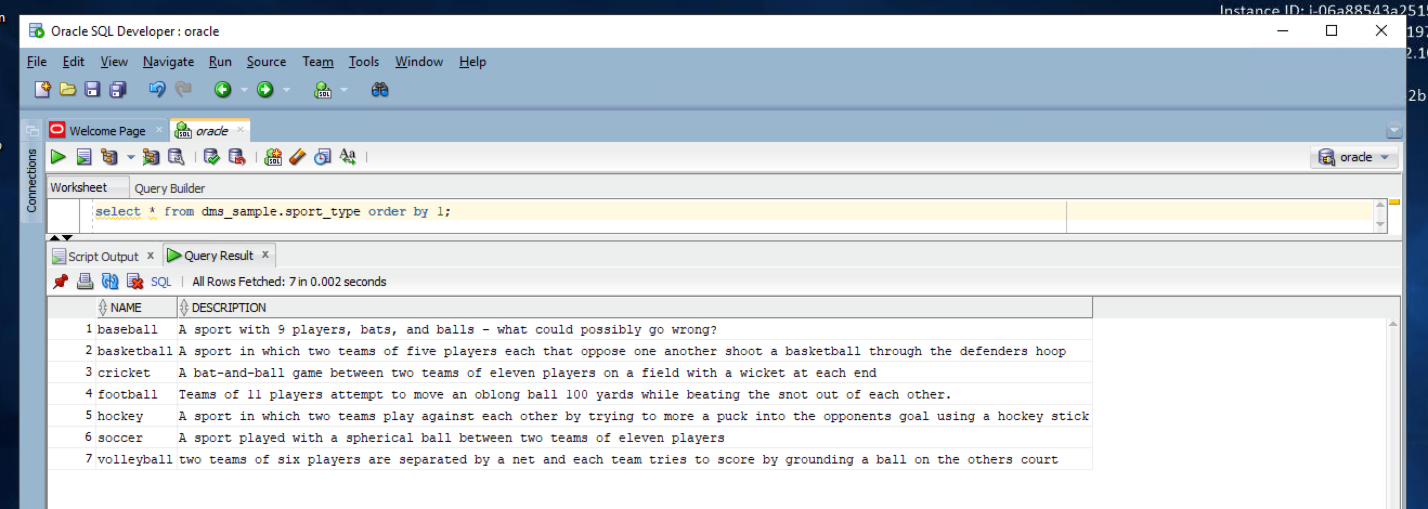 Instance ID: i-06a88543a2515
Oracle SQL Developer : oracle
197
File Edit View Navigate Run Source Team Tools Window Help
2.1
2b
Welcome Page
oracle
Connections
oracle
Worksheet Query Builder
select * from dms_sample.sport_type order by 1;
Script Output x Query Result x
SQL | All Rows Fetched: 7 in 0.002 seconds
NAME DESCRIPTION
1 baseball A sport with 9 players, bats, and balls - what could possibly go wrong?
2 basketball A sport in which two teams of five players each that oppose one another shoot a basketball through the defenders hoop
3 cricket A bat-and-ball game between two teams of eleven players on a field with a wicket at each end
4 football Teams of 11 players attempt to move an oblong ball 100 yards while beating the snot out of each other.
5 hockey A sport in which two teams play against each other by trying to more a puck into the opponents goal using a hockey stick
6 soccer A sport played with a spherical ball between two teams of eleven players
7 volleyball two teams of six players are separated by a net and each team tries to score by grounding a ball on the others court